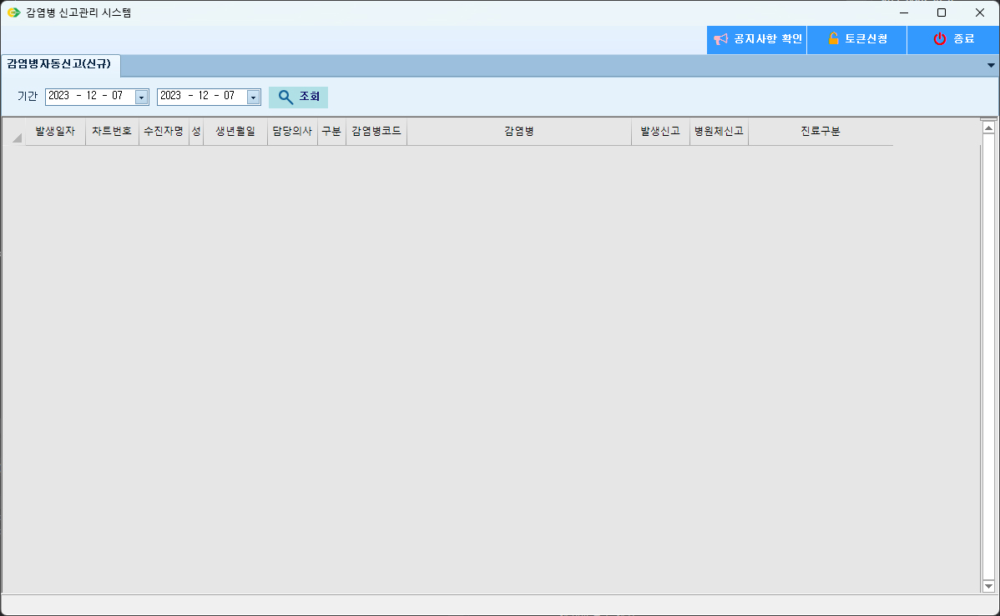 감염병 신고관리 시스템
공지사항 확인 토큰신청 종료
감염병자동신고(신규)
기간 2023 - 12 - 07 2023 - 12 - 07 조회
발생일자 차트번호 수진자명 성 생년월일 담당의사 구분 감염병코드 감염병 발생신고 병원체신고 진료구분